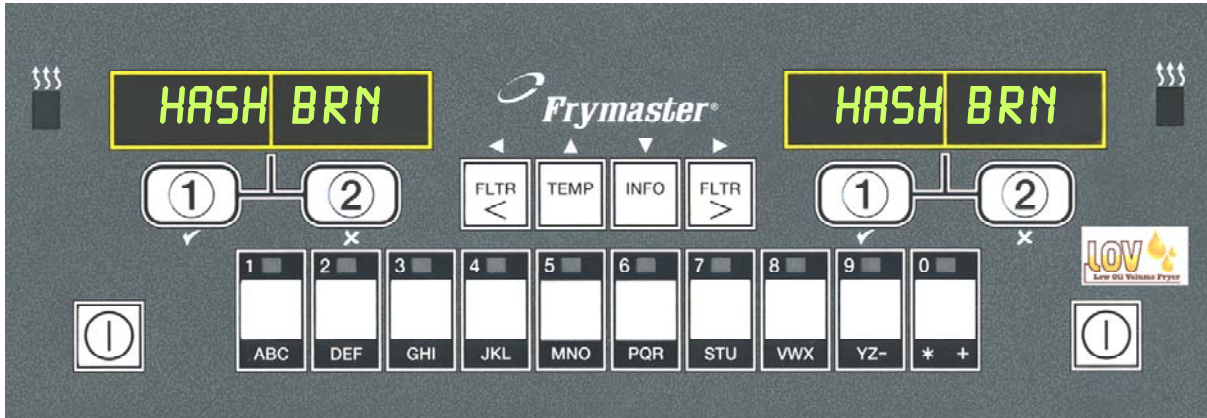 HASH BRN
Frymaster®
HASH BRN
1 2
FLTR < TEMP INFO FLTR >
1 2
1 2 3 4 5 6 7 8 9 0
ABC DEF GHI JKL MNO PQR STU VWX YZ- * +
LOV
Low Oil Volume Fryer